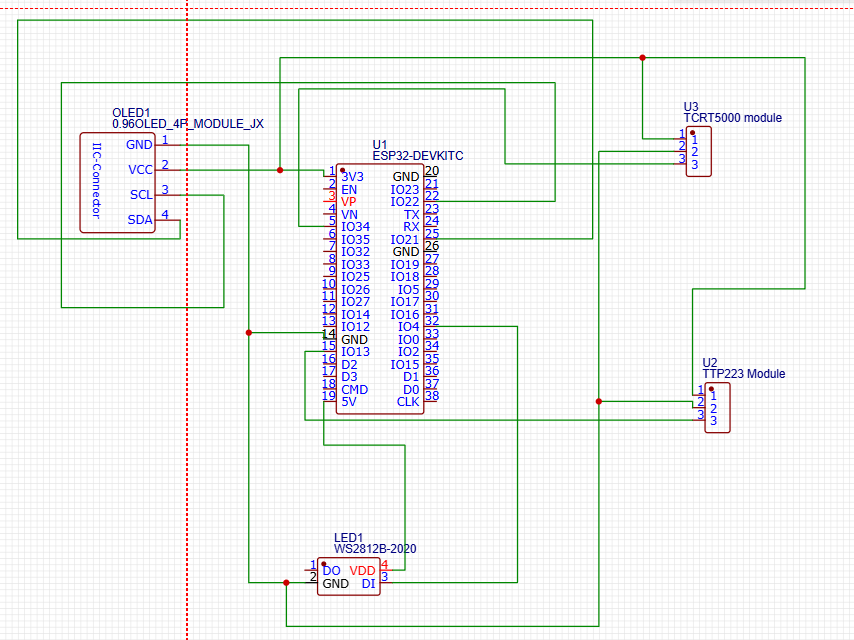 OLED1
0.96OLED_4P_MODULE_JX
IIC-Connector
GND 1
VCC 2
SCL 3
SDA 4
U1
ESP32-DEVKITC
1 3V3 GND 20
2 EN IO23 21
3 VP IO22 22
4 VN TX 23
5 IO34 RX 24
6 IO35 IO21 25
7 IO32 GND 26
8 IO33 IO19 27
9 IO25 IO18 28
10 IO26 IO5 29
11 IO27 IO17 30
12 IO14 IO16 31
13 IO12 IO4 32
14 GND IO0 33
15 IO13 IO2 34
16 D2 IO15 35
17 D3 D1 36
18 CMD D0 37
19 5V CLK 38
U3
TCRT5000 module
1 1
2 2
3 3
U2
TTP223 Module
1 1
2 2
3 3
LED1
WS2812B-2020
1 DO VDD 4
2 GND DI 3